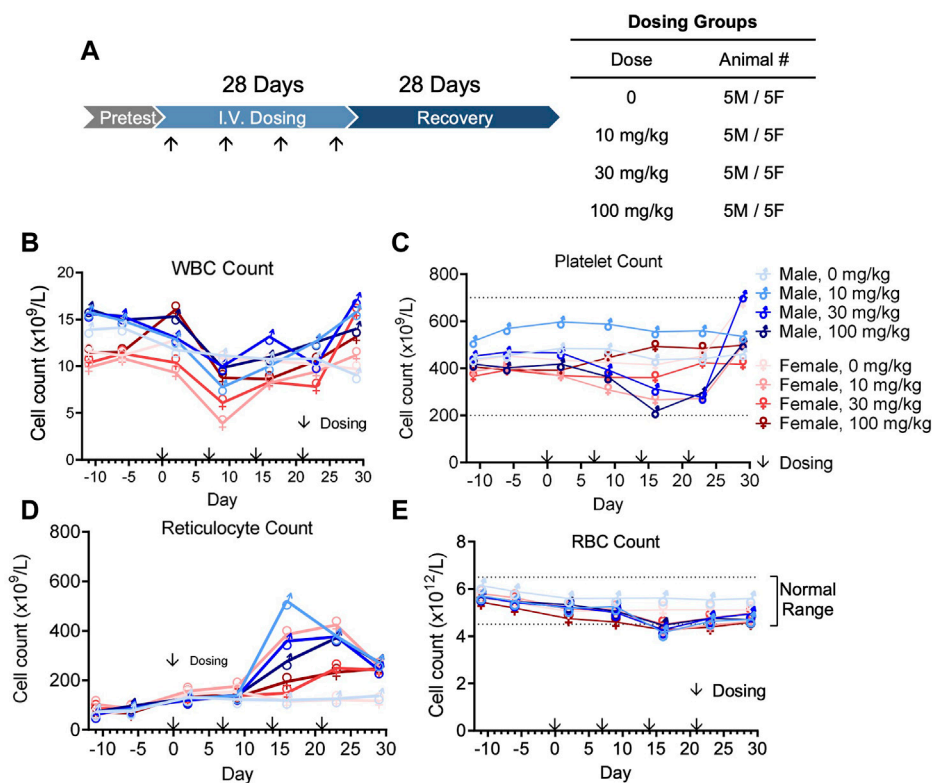 A
28 Days
28 Days
Pretest
I.V. Dosing
Recovery
Dosing Groups
Dose Animal #
0 5M / 5F
10 mg/kg 5M / 5F
30 mg/kg 5M / 5F
100 mg/kg 5M / 5F
B
WBC Count
Cell count (x10⁹/L)
20
15
10
5
0
↓ Dosing
-10 -5 0 5 10 15 20 25 30
Day
C
Platelet Count
Cell count (x10⁹/L)
800
600
400
200
0
-10 -5 0 5 10 15 20 25 30
Day
Male, 0 mg/kg
Male, 10 mg/kg
Male, 30 mg/kg
Male, 100 mg/kg
Female, 0 mg/kg
Female, 10 mg/kg
Female, 30 mg/kg
Female, 100 mg/kg
↓ Dosing
D
Reticulocyte Count
Cell count (x10⁹/L)
800
600
400
200
0
↓ Dosing
-10 -5 0 5 10 15 20 25 30
Day
E
RBC Count
Cell count (x10¹²/L)
8
6
4
2
0
Normal
Range
↓ Dosing
-10 -5 0 5 10 15 20 25 30
Day